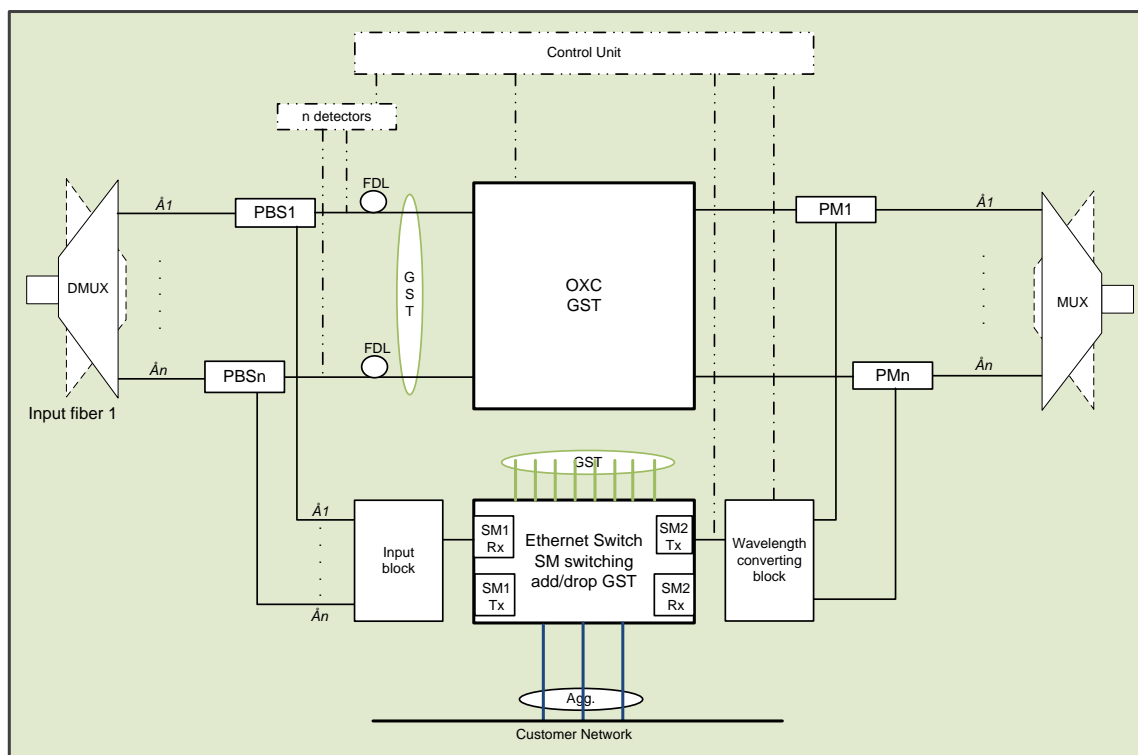 Control Unit
n detectors
FDL
Å1
PBS1
PM1
Å1
DMUX
G
S
T
OXC
GST
MUX
FDL
Ån
PBSn
PMn
Ån
Input fiber 1
GST
Å1
Input
block
SM1
Rx
SM1
Tx
Ethernet Switch
SM switching
add/drop GST
SM2
Tx
SM2
Rx
Wavelength
converting
block
Ån
Agg.
Customer Network